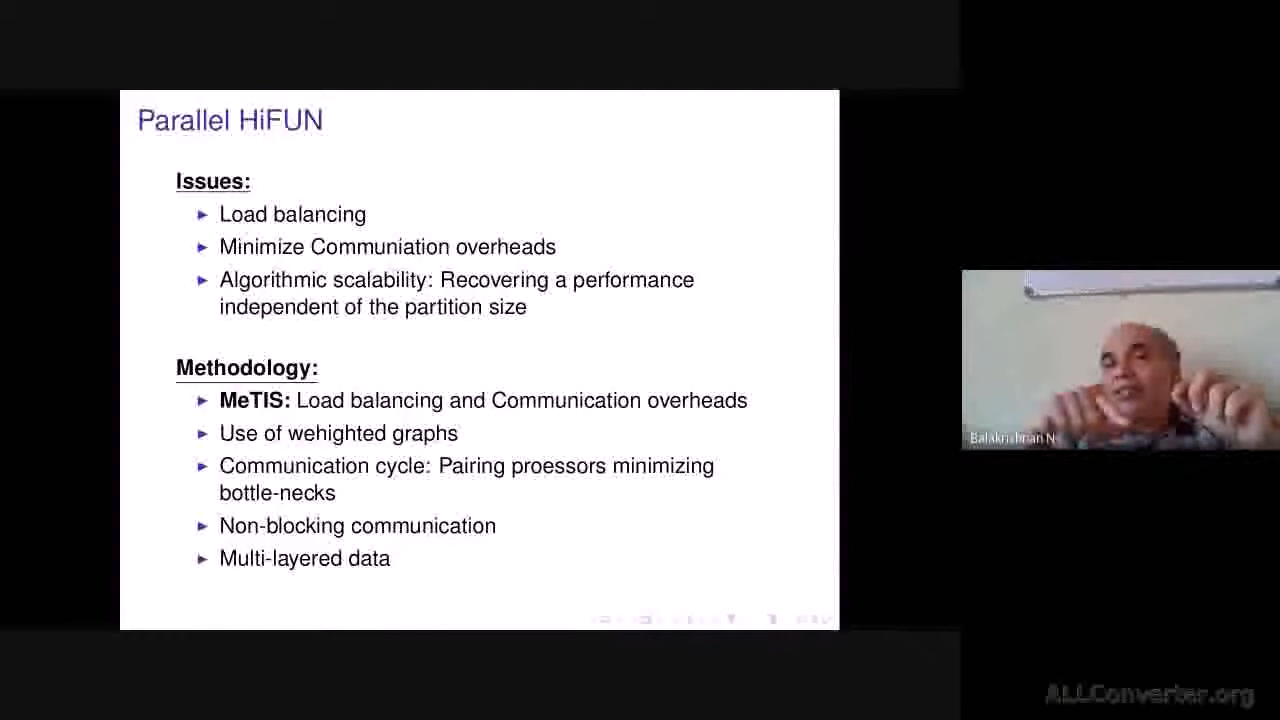 Parallel HiFUN
Issues:
► Load balancing
► Minimize Communiation overheads
► Algorithmic scalability: Recovering a performance
independent of the partition size
Methodology:
► MeTIS: Load balancing and Communication overheads
► Use of wehighted graphs
► Communication cycle: Pairing proessors minimizing
bottle-necks
► Non-blocking communication
► Multi-layered data
Balakrishnan N
ALLConverter.org